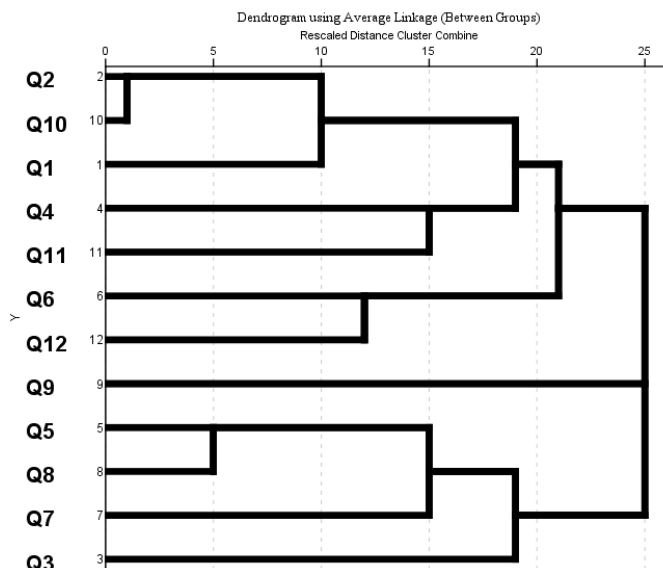 Dendrogram using Average Linkage (Between Groups)
Rescaled Distance Cluster Combine
0 5 10 15 20 25
Q2 2
Q10 10
Q1 1
Q4 4
Q11 11
Q6 6
Y
Q12 12
Q9 9
Q5 5
Q8 8
Q7 7
Q3 3